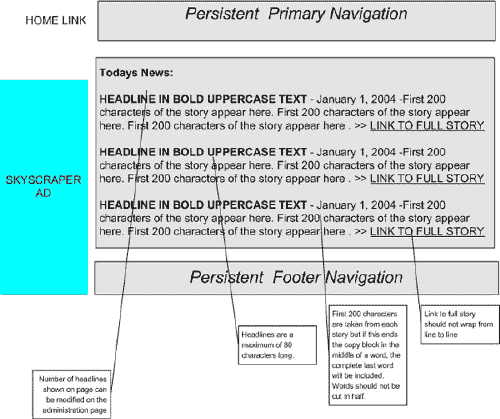 HOME LINK
Persistent Primary Navigation
Todays News:
HEADLINE IN BOLD UPPERCASE TEXT - January 1, 2004 -First 200
characters of the story appear here. First 200 characters of the story appear
here. First 200 characters of the story appear here . >> LINK TO FULL STORY
HEADLINE IN BOLD UPPERCASE TEXT - January 1, 2004 -First 200
characters of the story appear here. First 200 characters of the story appear
here. First 200 characters of the story appear here . >> LINK TO FULL STORY
HEADLINE IN BOLD UPPERCASE TEXT - January 1, 2004 -First 200
characters of the story appear here. First 200 characters of the story appear
here. First 200 characters of the story appear here . >> LINK TO FULL STORY
SKYSCRAPER
AD
Persistent Footer Navigation
Number of headlines
shown on page can
be modified on the
administration page
Headlines are a
maximum of 80
characters long.
First 200 characters
are taken from each
story but if this ends
the copy block in the
middle of a word, the
complete last word
will be included.
Words should not be
cut in half.
Link to full story
should not wrap from
line to line